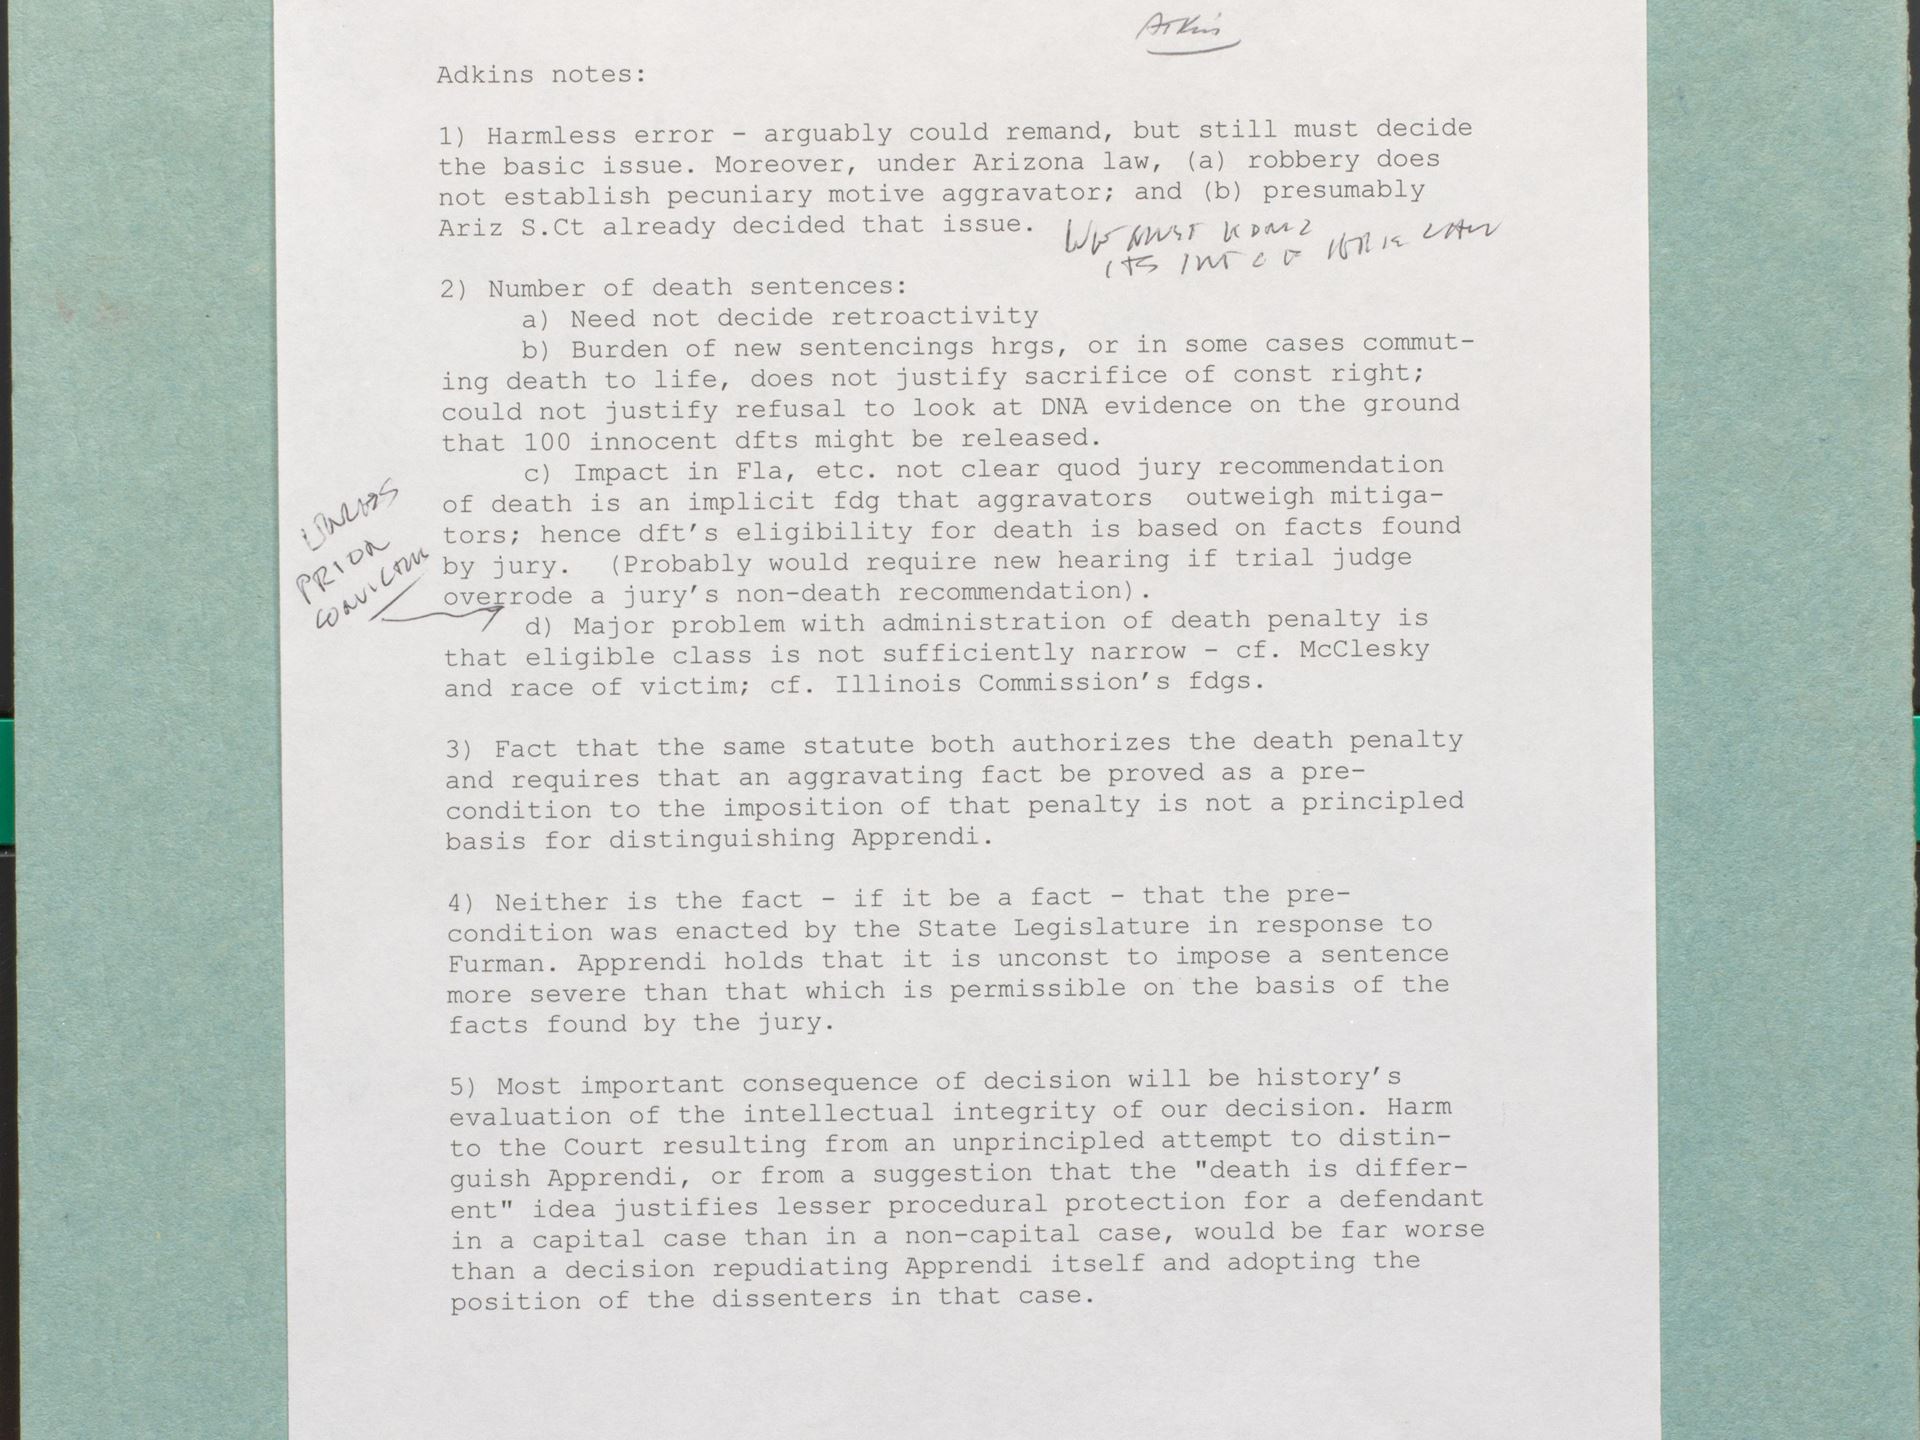 Atkins
Adkins notes:
1) Harmless error - arguably could remand, but still must decide
the basic issue. Moreover, under Arizona law, (a) robbery does
not establish pecuniary motive aggravator; and (b) presumably
Ariz S.Ct already decided that issue.
WE MUST
ITS INT OF LAW
2) Number of death sentences:
a) Need not decide retroactivity
b) Burden of new sentencings hrgs, or in some cases commut-
ing death to life, does not justify sacrifice of const right;
could not justify refusal to look at DNA evidence on the ground
that 100 innocent dfts might be released.
c) Impact in Fla, etc. not clear quod jury recommendation
of death is an implicit fdg that aggravators outweigh mitiga-
tors; hence dft's eligibility for death is based on facts found
by jury. (Probably would require new hearing if trial judge
overrode a jury's non-death recommendation).
PRIOR
CONVICTION
d) Major problem with administration of death penalty is
that eligible class is not sufficiently narrow - cf. McClesky
and race of victim; cf. Illinois Commission's fdgs.
3) Fact that the same statute both authorizes the death penalty
and requires that an aggravating fact be proved as a pre-
condition to the imposition of that penalty is not a principled
basis for distinguishing Apprendi.
4) Neither is the fact - if it be a fact - that the pre-
condition was enacted by the State Legislature in response to
Furman. Apprendi holds that it is unconst to impose a sentence
more severe than that which is permissible on the basis of the
facts found by the jury.
5) Most important consequence of decision will be history's
evaluation of the intellectual integrity of our decision. Harm
to the Court resulting from an unprincipled attempt to distin-
guish Apprendi, or from a suggestion that the "death is differ-
ent" idea justifies lesser procedural protection for a defendant
in a capital case than in a non-capital case, would be far worse
than a decision repudiating Apprendi itself and adopting the
position of the dissenters in that case.